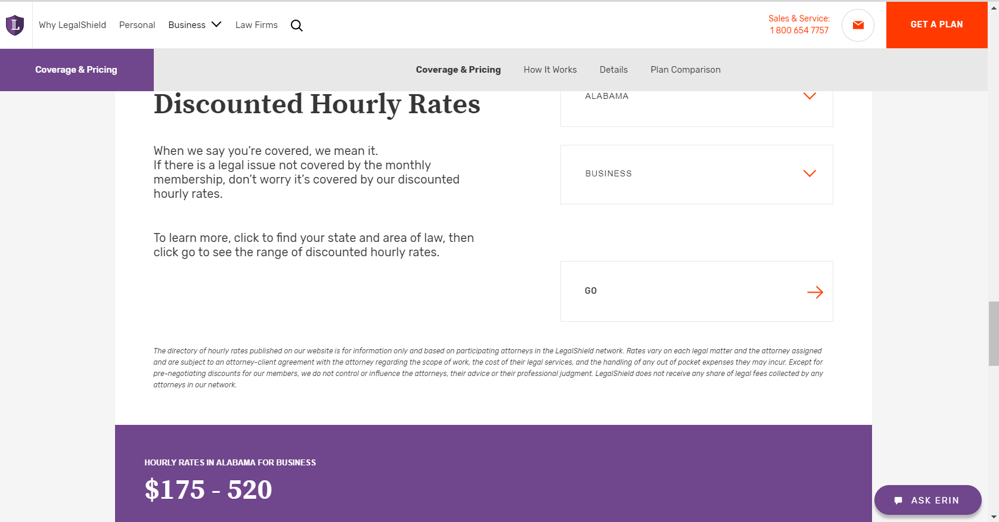 L
Why LegalShield Personal Business Law Firms
Sales & Service:
1 800 654 7757
GET A PLAN
Coverage & Pricing
Coverage & Pricing How It Works Details Plan Comparison
Discounted Hourly Rates
ALABAMA
When we say you’re covered, we mean it.
If there is a legal issue not covered by the monthly
membership, don’t worry it’s covered by our discounted
hourly rates.
BUSINESS
To learn more, click to find your state and area of law, then
click go to see the range of discounted hourly rates.
GO
The directory of hourly rates published on our website is for information only and based on participating attorneys in the LegalShield network. Rates vary on each legal matter and the attorney assigned
and are subject to an attorney-client agreement with the attorney regarding the scope of work, the cost of their legal services, and the handling of any out of pocket expenses they may incur. Except for
pre-negotiating discounts for our members, we do not control or influence the attorneys, their advice or their professional judgment. LegalShield does not receive any share of legal fees collected by any
attorneys in our network.
HOURLY RATES IN ALABAMA FOR BUSINESS
$175 - 520
ASK ERIN